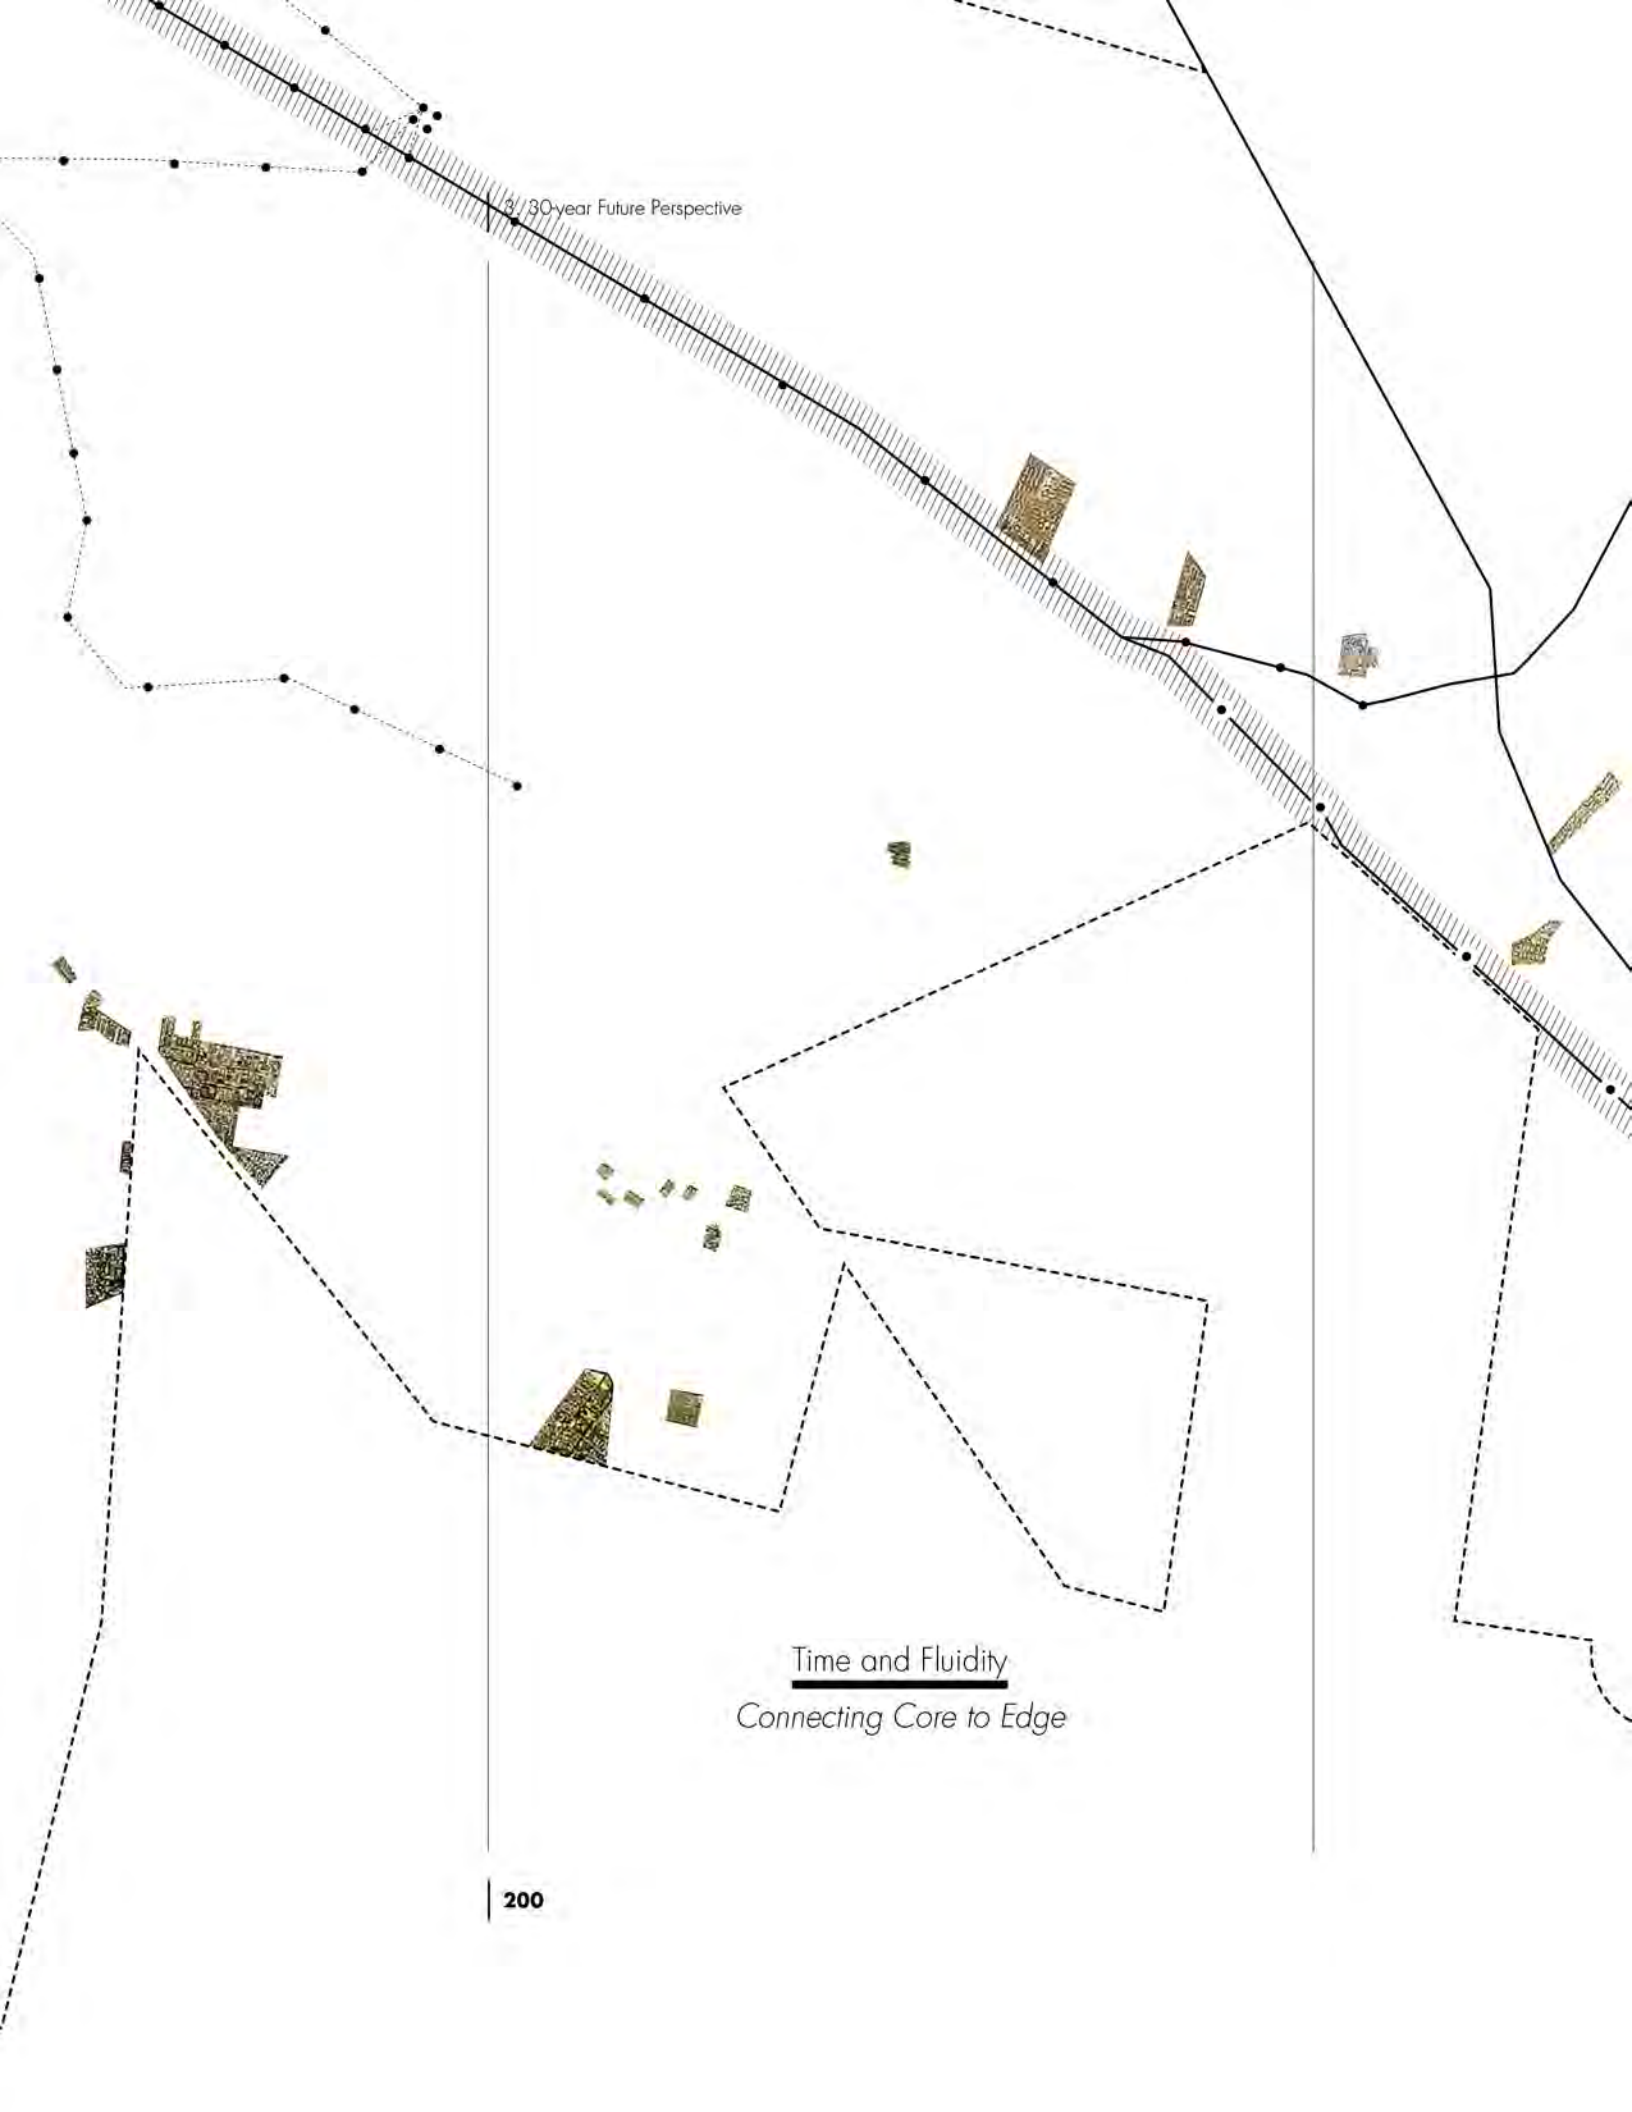 3. 30-year Future Perspective
Time and Fluidity
Connecting Core to Edge
200